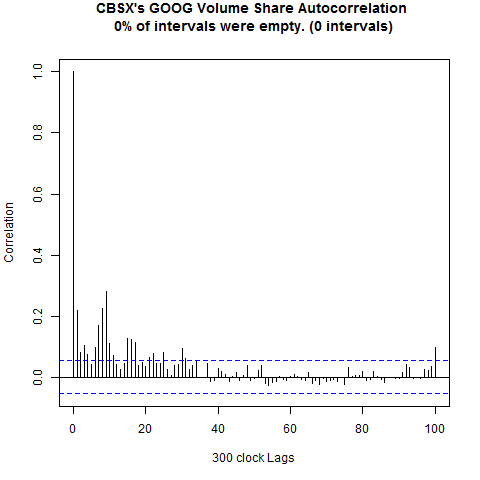 CBSX's GOOG Volume Share Autocorrelation
0% of intervals were empty. (0 intervals)
Correlation
1.0
0.8
0.6
0.4
0.2
0.0
0 20 40 60 80 100
300 clock Lags